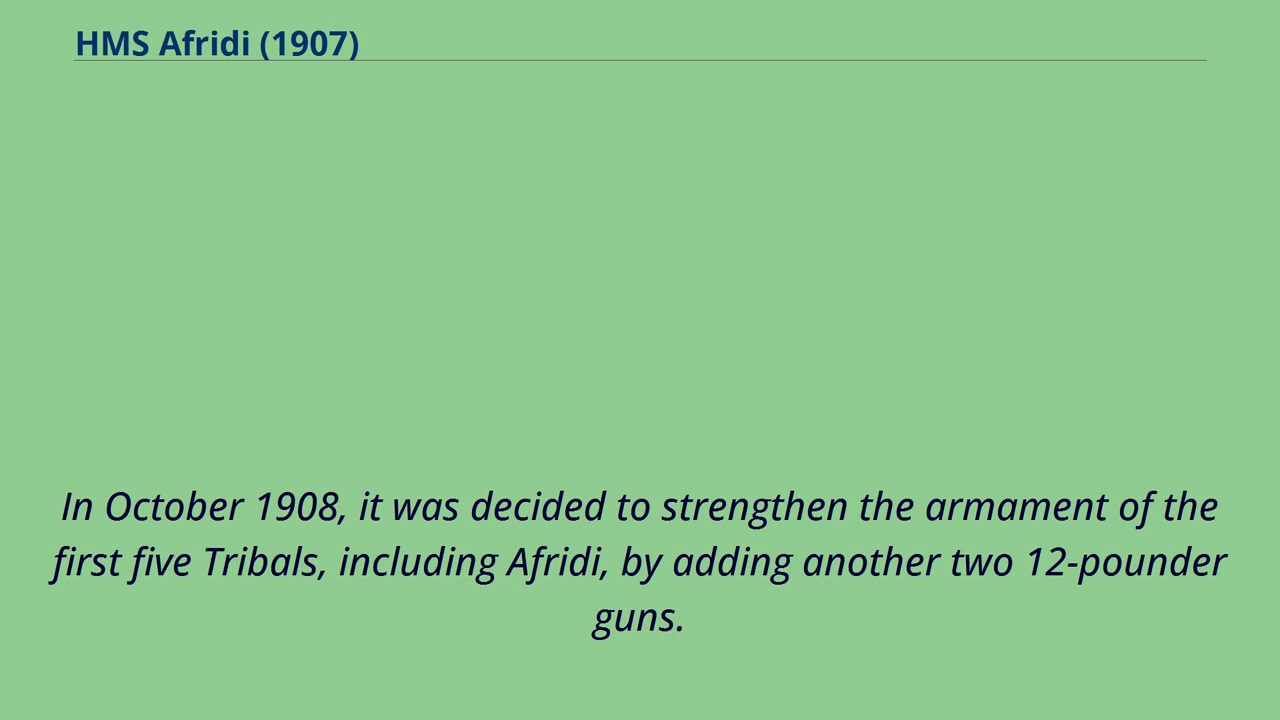 HMS Afridi (1907)
In October 1908, it was decided to strengthen the armament of the
first five Tribals, including Afridi, by adding another two 12-pounder
guns.